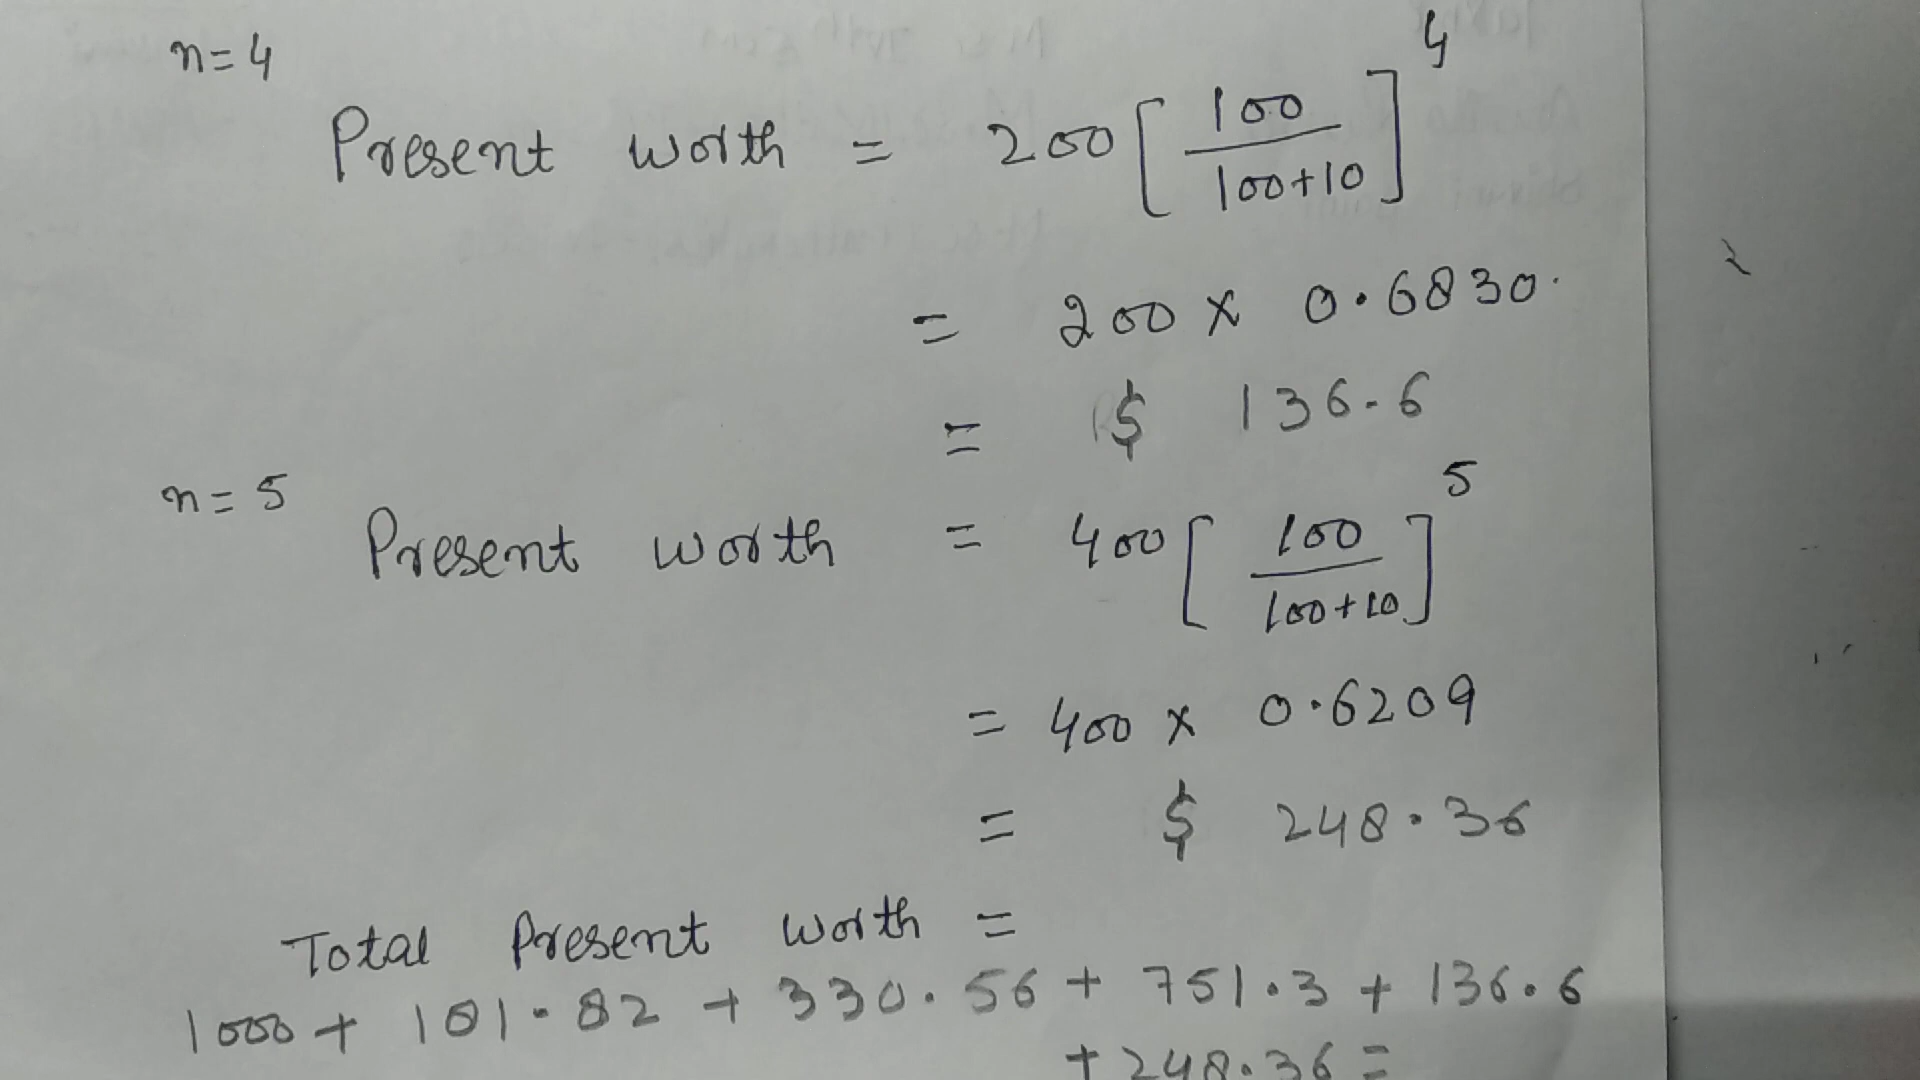 n=4
Present worth = 200 [ 100 / 100+10 ]^4
= 200 × 0.6830.
= $ 136.6
n=5
Present worth = 400 [ 100 / 100+10 ]^5
= 400 × 0.6209
= $ 248.36
Total Present worth =
1000 + 181.82 + 330.56 + 751.3 + 136.6
+ 248.36 =